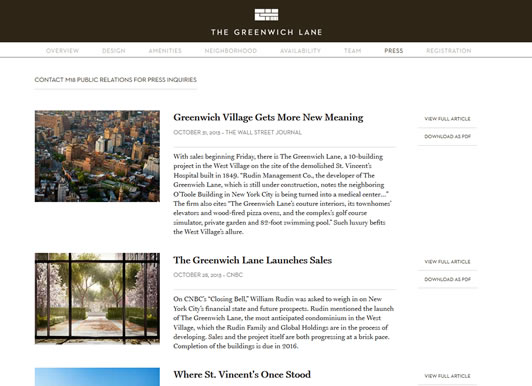 THE GREENWICH LANE
OVERVIEW DESIGN AMENITIES NEIGHBORHOOD AVAILABILITY TEAM PRESS REGISTRATION
CONTACT M18 PUBLIC RELATIONS FOR PRESS INQUIRIES
Greenwich Village Gets More New Meaning
OCTOBER 31, 2013 - THE WALL STREET JOURNAL
With sales beginning Friday, there is The Greenwich Lane, a 10-building
project in the West Village on the site of the demolished St. Vincent's
Hospital built in 1849. “Rudin Management Co., the developer of The
Greenwich Lane, which is still under construction, notes the neighboring
O'Toole Building in New York City is being turned into a medical center...”
The firm also cites “The Greenwich Lane's couture interiors, its townhomes'
elevators and wood-fired pizza ovens, and the complex's golf course
simulator, private garden and 82-foot swimming pool.” Such luxury befits
the West Village's allure.
VIEW FULL ARTICLE
DOWNLOAD AS PDF
The Greenwich Lane Launches Sales
OCTOBER 28, 2013 - CNBC
On CNBC's “Closing Bell,” William Rudin was asked to weigh in on New
York City's financial state and future prospects. Rudin mentioned the launch
of The Greenwich Lane, the most anticipated condominium in the West
Village, which the Rudin Family and Global Holdings are in the process of
developing. Sales and the project itself are both progressing at a brisk pace.
Completion of the buildings is due in 2016.
VIEW FULL ARTICLE
DOWNLOAD AS PDF
Where St. Vincent's Once Stood
VIEW FULL ARTICLE